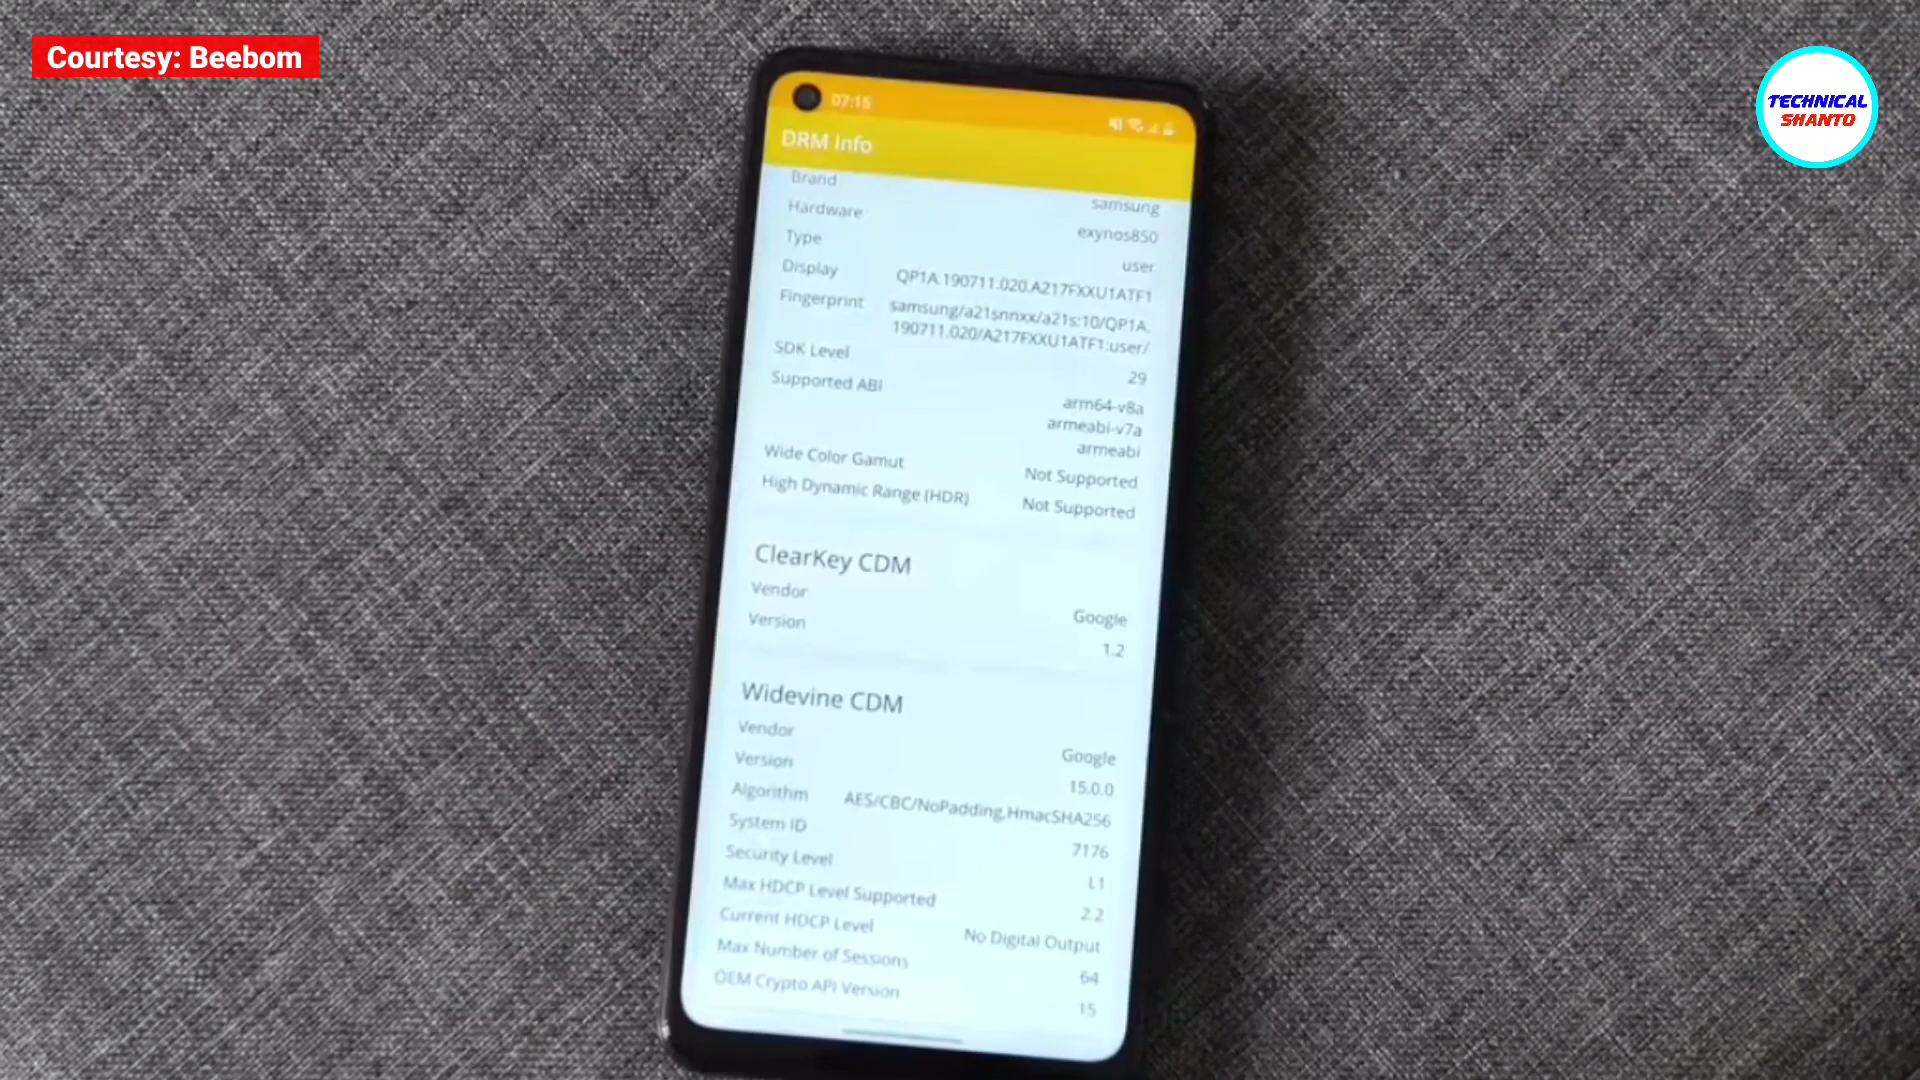 Courtesy: Beebom
TECHNICAL
SHANTO
07:15
DRM Info
Brand samsung
Hardware exynos850
Type user
Display QP1A.190711.020.A217FXXU1ATF1
Fingerprint samsung/a21snnxx/a21s:10/QP1A.
190711.020/A217FXXU1ATF1:user/
SDK Level 29
Supported ABI arm64-v8a
armeabi-v7a
armeabi
Wide Color Gamut Not Supported
High Dynamic Range (HDR) Not Supported
ClearKey CDM
Vendor Google
Version 1.2
Widevine CDM
Vendor Google
Version 15.0.0
Algorithm AES/CBC/NoPadding,HmacSHA256
System ID 7176
Security Level L1
Max HDCP Level Supported 2.2
Current HDCP Level No Digital Output
Max Number of Sessions 64
OEM Crypto API Version 15